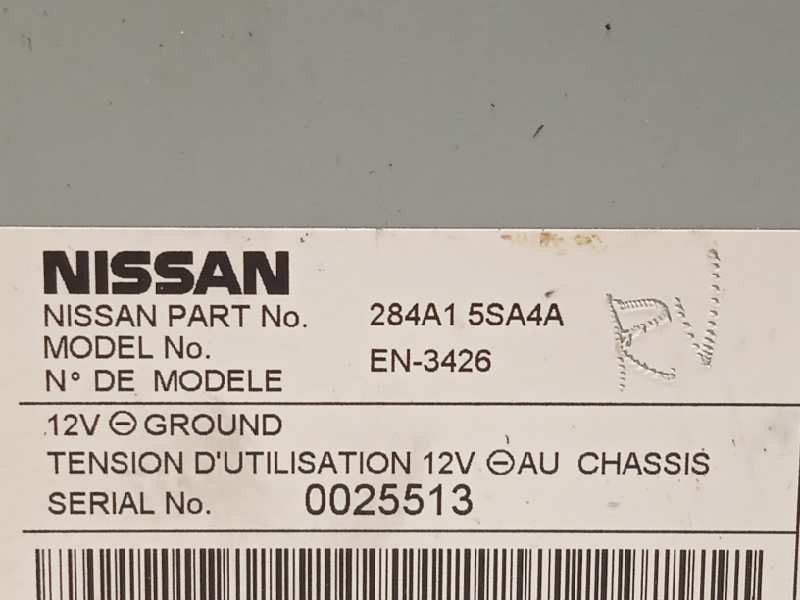 NISSAN
NISSAN PART No. 284A1 5SA4A
MODEL No.
N° DE MODELE EN-3426
12V ⊖ GROUND
TENSION D'UTILISATION 12V ⊖ AU CHASSIS
SERIAL No. 0025513